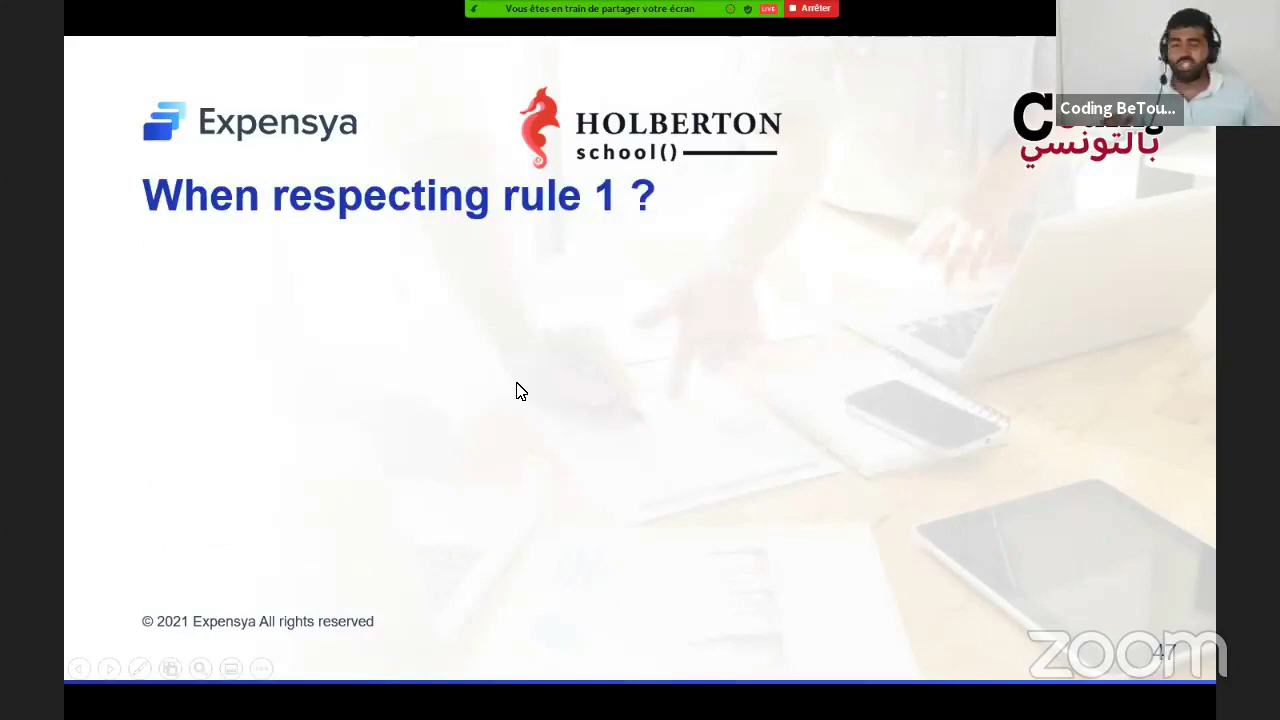 Vous êtes en train de partager votre écran
LIVE
Arrêter
Coding BeTou...
Expensya
HOLBERTON
school()
بالتونسي
When respecting rule 1 ?
© 2021 Expensya All rights reserved
47
zoom